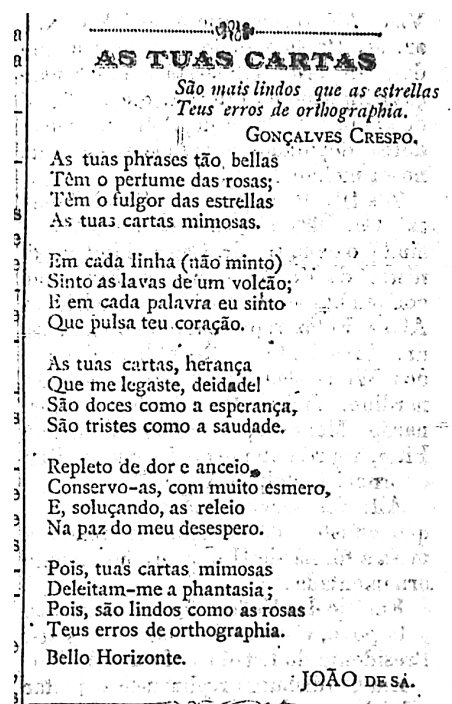 AS TUAS CARTAS
São mais lindos que as estrellas
Teus erros de orthographia.
GONÇALVES CRESPO.
As tuas phrases tão bellas
Têm o perfume das rosas;
Têm o fulgor das estrellas
As tuas cartas mimosas.
Em cada linha (não minto)
Sinto as lavas de um volcão;
E em cada palavra eu sinto
Que pulsa teu coração.
As tuas cartas, herança
Que me legaste, deidade!
São doces como a esperança,
São tristes como a saudade.
Repleto de dor e anceio,
Conservo-as, com muito esmero,
E, soluçando, as releio
Na paz do meu desespero.
Pois, tuas cartas mimosas
Deleitam-me a phantasia;
Pois, são lindos como as rosas
Teus erros de orthographia.
Bello Horizonte.
JOÃO DE SÁ.